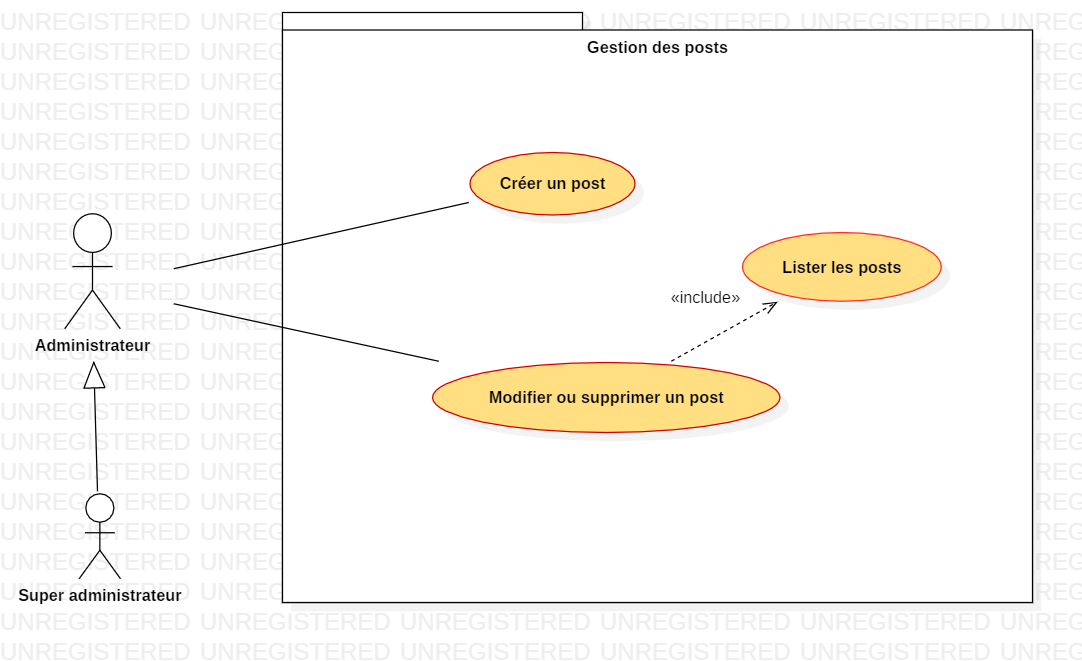 Gestion des posts
Créer un post
Lister les posts
«include»
Administrateur
Modifier ou supprimer un post
Super administrateur
UNREGISTERED UNREGISTERED UNREGISTERED UNREGISTERED UNREGISTERED